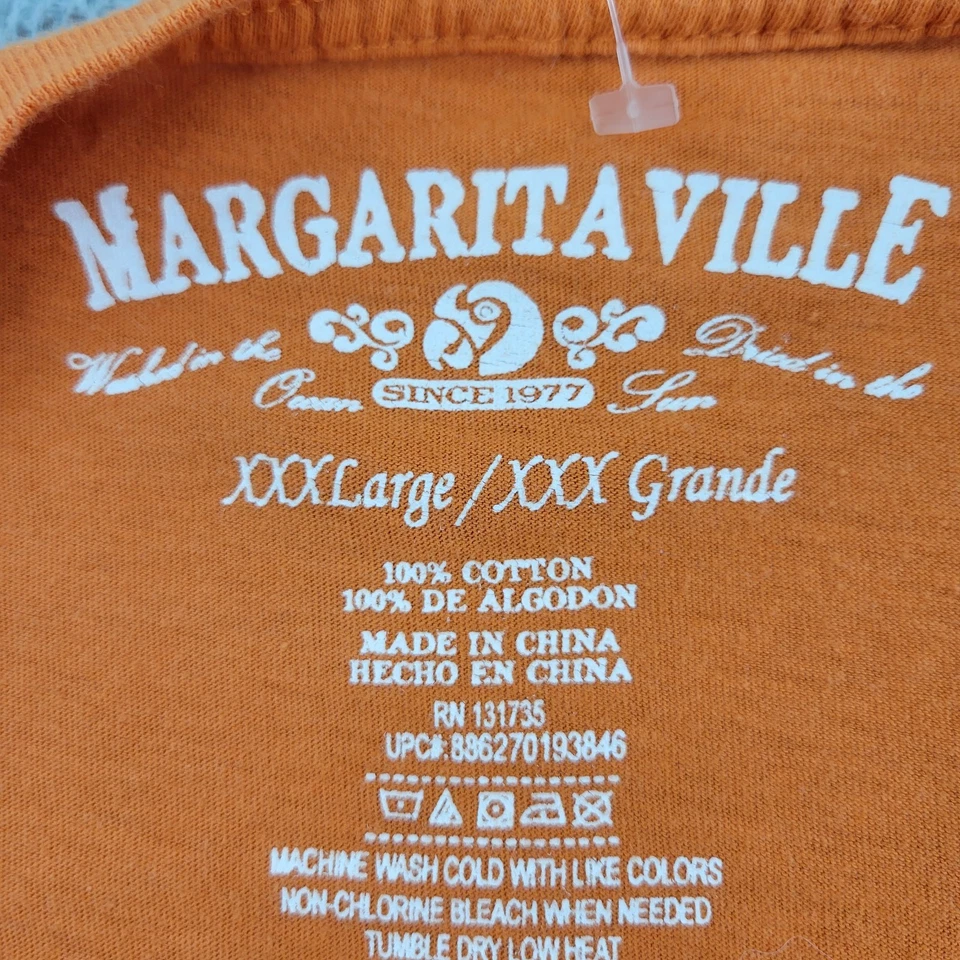 MARGARITAVILLE
Washed in the Ocean
SINCE 1977
Dried in the Sun
XXXLarge / XXX Grande
100% COTTON
100% DE ALGODON
MADE IN CHINA
HECHO EN CHINA
RN 131735
UPC#:886270193846
MACHINE WASH COLD WITH LIKE COLORS
NON-CHLORINE BLEACH WHEN NEEDED
TUMBLE DRY LOW HEAT